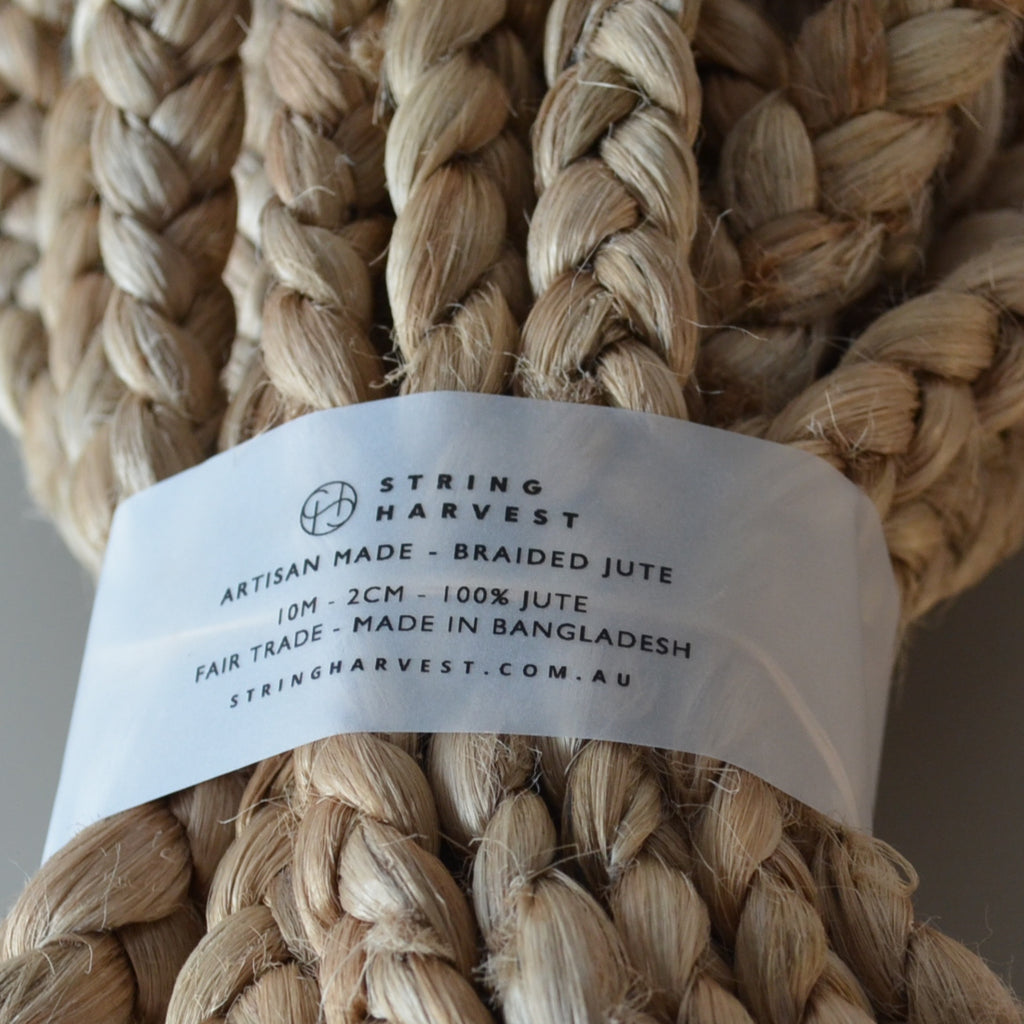 STRING
HARVEST
ARTISAN MADE - BRAIDED JUTE
10M - 2CM - 100% JUTE
FAIR TRADE - MADE IN BANGLADESH
STRINGHARVEST.COM.AU